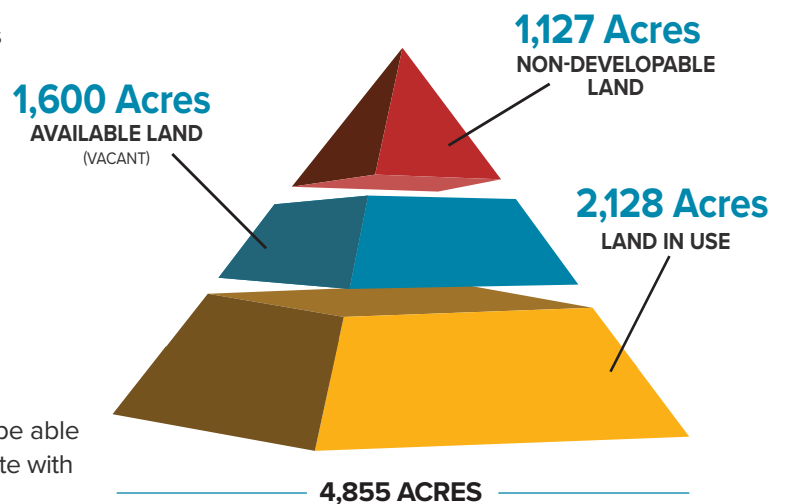 1,127 Acres
NON-DEVELOPABLE
LAND
1,600 Acres
AVAILABLE LAND
(VACANT)
2,128 Acres
LAND IN USE
be able
te with
4,855 ACRES